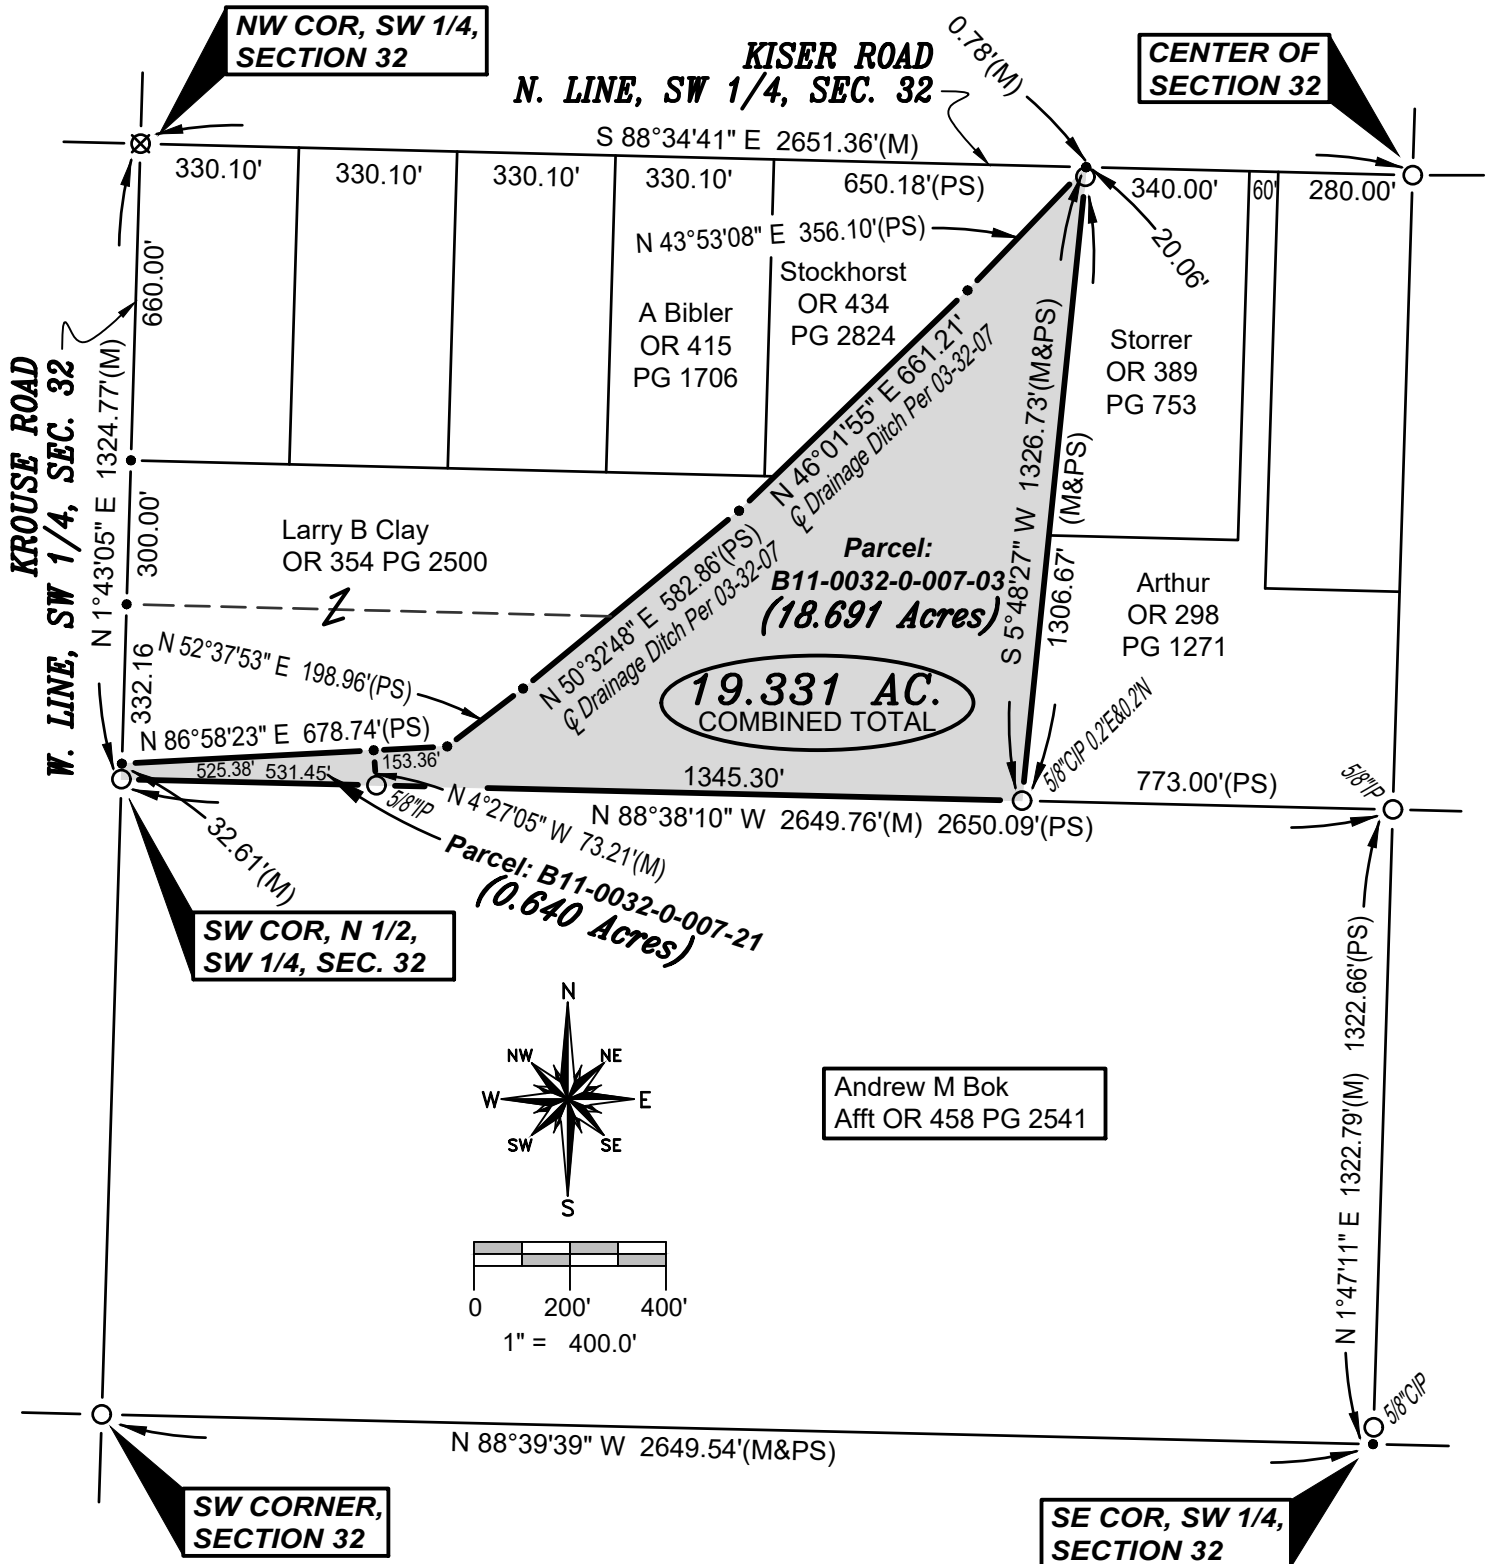 NW COR, SW 1/4,
SECTION 32
KISER ROAD
N. LINE, SW 1/4, SEC. 32
0.78'(M)
CENTER OF
SECTION 32
S 88°34'41" E 2651.36'(M)
330.10'
330.10'
330.10'
330.10'
650.18'(PS)
340.00'
60'
280.00'
N 43°53'08" E 356.10'(PS)
20.06'
660.00'
A Bibler
OR 415
PG 1706
Stockhorst
OR 434
PG 2824
Storrer
OR 389
PG 753
KROUSE ROAD
W. LINE, SW 1/4, SEC. 32
N 1°43'05" E 1324.77'(M)
300.00'
332.16
N 46°01'55" E 661.21'
℄ Drainage Ditch Per 03-32-07
S 5°48'27" W 1326.73'(M&PS)
1306.67'
(M&PS)
Larry B Clay
OR 354 PG 2500
Z
N 50°32'48" E 582.86'(PS)
℄ Drainage Ditch Per 03-32-07
Parcel:
B11-0032-0-007-03
(18.691 Acres)
Arthur
OR 298
PG 1271
N 52°37'53" E 198.96'(PS)
19.331 AC.
COMBINED TOTAL
N 86°58'23" E 678.74'(PS)
525.38'
531.45'
153.36'
1345.30'
5/8"CIP 0.2'E&0.2'N
773.00'(PS)
5/8"IP
5/8"IP
N 4°27'05" W 73.21'(M)
N 88°38'10" W 2649.76'(M) 2650.09'(PS)
32.61'(M)
Parcel: B11-0032-0-007-21
(0.640 Acres)
SW COR, N 1/2,
SW 1/4, SEC. 32
N
NW
NE
W
E
SW
SE
S
Andrew M Bok
Afft OR 458 PG 2541
0
200'
400'
1" = 400.0'
N 1°47'11" E 1322.79'(M) 1322.66'(PS)
5/8"CIP
N 88°39'39" W 2649.54'(M&PS)
SW CORNER,
SECTION 32
SE COR, SW 1/4,
SECTION 32